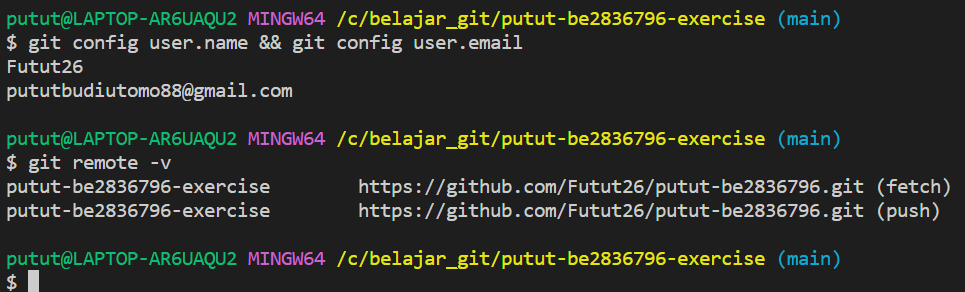 putut@LAPTOP-AR6UAQU2 MINGW64 /c/belajar_git/putut-be2836796-exercise (main)
$ git config user.name && git config user.email
Futut26
pututbudiutomo88@gmail.com
putut@LAPTOP-AR6UAQU2 MINGW64 /c/belajar_git/putut-be2836796-exercise (main)
$ git remote -v
putut-be2836796-exercise        https://github.com/Futut26/putut-be2836796.git (fetch)
putut-be2836796-exercise        https://github.com/Futut26/putut-be2836796.git (push)
putut@LAPTOP-AR6UAQU2 MINGW64 /c/belajar_git/putut-be2836796-exercise (main)
$